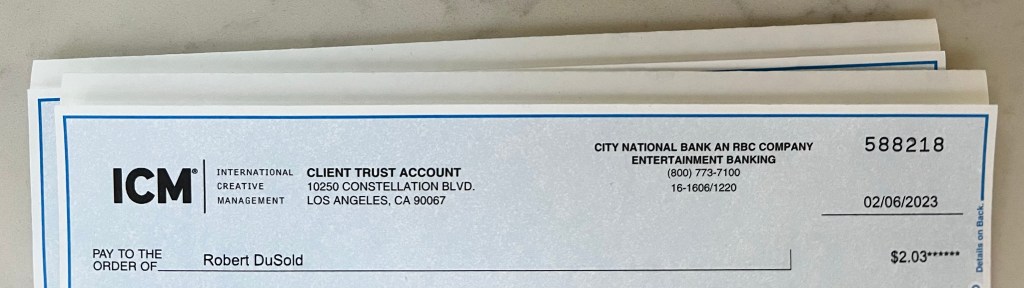 CITY NATIONAL BANK AN RBC COMPANY
ENTERTAINMENT BANKING
(800) 773-7100
16-1606/1220
588218
ICM®
INTERNATIONAL
CREATIVE
MANAGEMENT
CLIENT TRUST ACCOUNT
10250 CONSTELLATION BLVD.
LOS ANGELES, CA 90067
02/06/2023
PAY TO THE
ORDER OF
Robert DuSold
$2.03******
Details on Back.